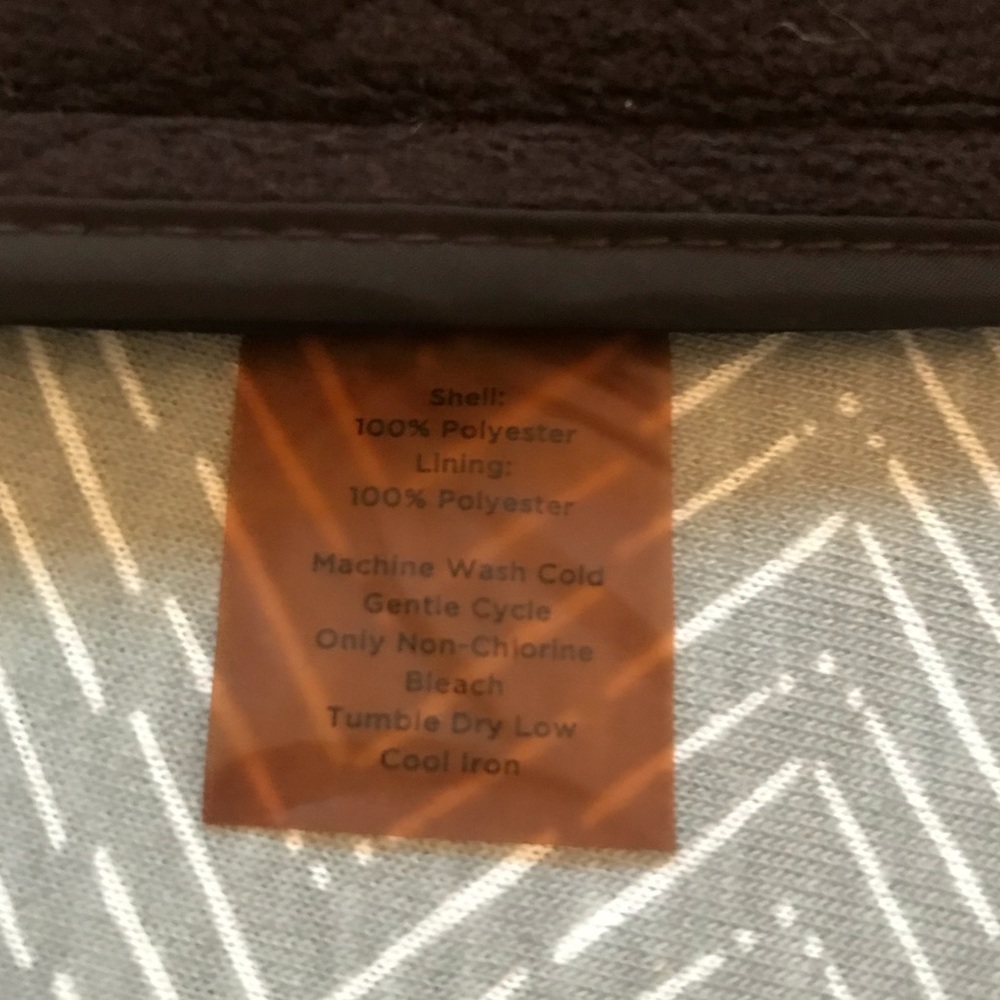 Shell:
100% Polyester
Lining:
100% Polyester
Machine Wash Cold
Gentle Cycle
Only Non-Chlorine
Bleach
Tumble Dry Low
Cool Iron